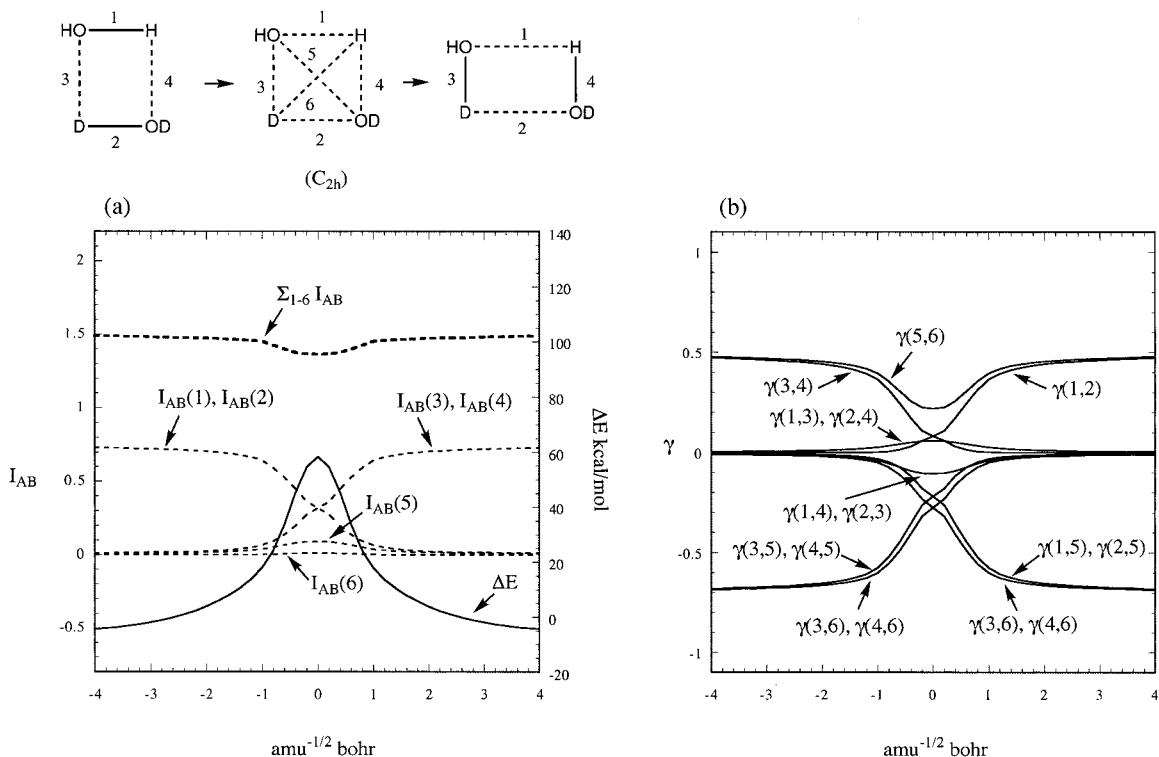 1
HO H
3 4
D OD
2
1
HO H
5
3 4
6
D OD
2
(C2h)
1
HO H
3 4
D OD
2
(a)
2
1.5
1
0.5
0
-0.5
IAB
140
120
100
80
60
40
20
0
-20
ΔE kcal/mol
Σ1-6 IAB
IAB(1), IAB(2)
IAB(3), IAB(4)
IAB(5)
IAB(6)
ΔE
-4 -3 -2 -1 0 1 2 3 4
amu-1/2 bohr
(b)
1
0.5
0
-0.5
-1
γ
γ(5,6)
γ(3,4)
γ(1,2)
γ(1,3), γ(2,4)
γ(1,4), γ(2,3)
γ(3,5), γ(4,5)
γ(1,5), γ(2,5)
γ(3,6), γ(4,6)
γ(3,6), γ(4,6)
-4 -3 -2 -1 0 1 2 3 4
amu-1/2 bohr